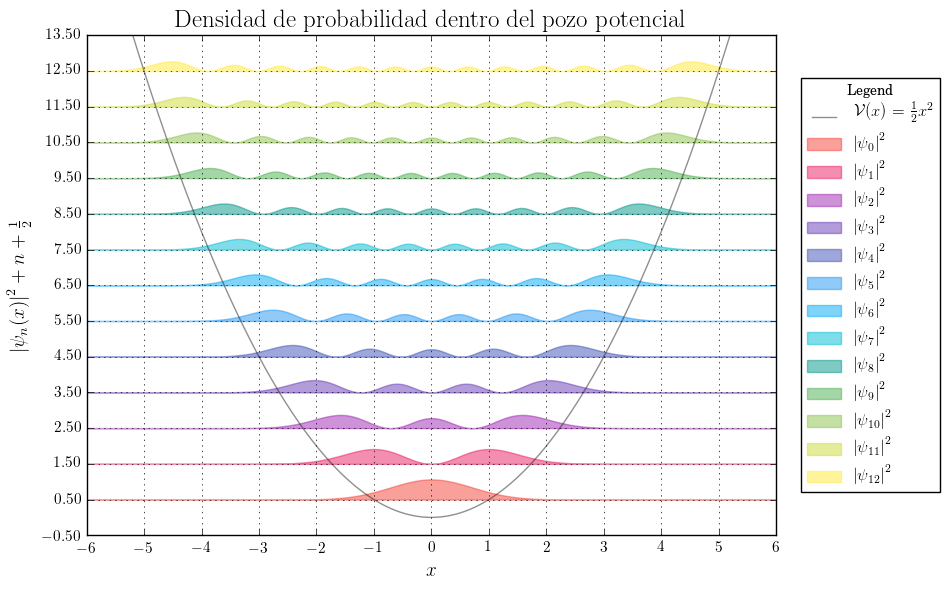 Densidad de probabilidad dentro del pozo potencial
13.50
12.50
11.50
10.50
9.50
8.50
7.50
6.50
5.50
4.50
3.50
2.50
1.50
0.50
−0.50
|ψₙ(x)|² + n + ½
−6 −5 −4 −3 −2 −1 0 1 2 3 4 5 6
x
Legend
𝒱(x) = ½x²
|ψ₀|²
|ψ₁|²
|ψ₂|²
|ψ₃|²
|ψ₄|²
|ψ₅|²
|ψ₆|²
|ψ₇|²
|ψ₈|²
|ψ₉|²
|ψ₁₀|²
|ψ₁₁|²
|ψ₁₂|²